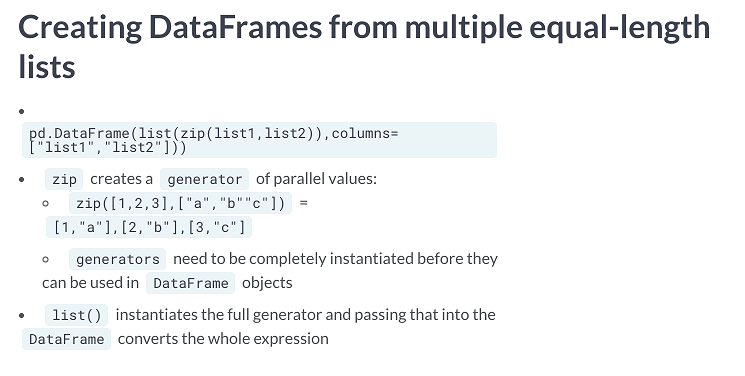 Creating DataFrames from multiple equal-length
lists
•
pd.DataFrame(list(zip(list1,list2)),columns=
["list1","list2"]))
• zip creates a generator of parallel values:
○ zip([1,2,3],["a","b""c"]) =
[1,"a"],[2,"b"],[3,"c"]
○ generators need to be completely instantiated before they
can be used in DataFrame objects
• list() instantiates the full generator and passing that into the
DataFrame converts the whole expression